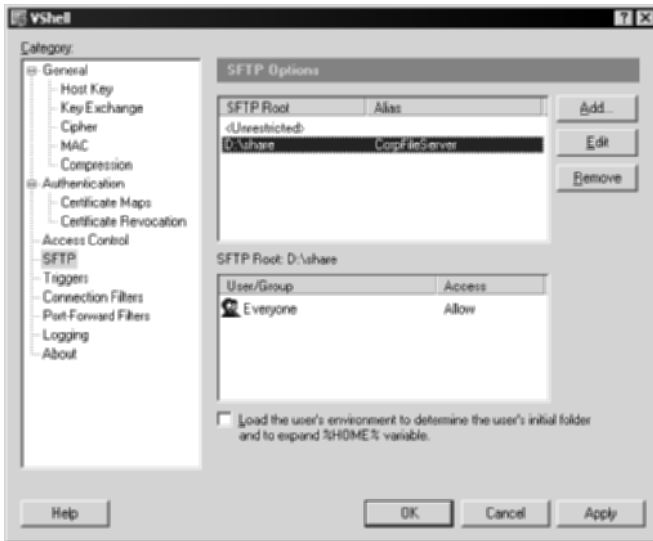 VShell
Category:
General
Host Key
Key Exchange
Cipher
MAC
Compression
Authentication
Certificate Maps
Certificate Revocation
Access Control
SFTP
Triggers
Connection Filters
Port-Forward Filters
Logging
About
SFTP Options
SFTP Root Alias
<Unrestricted>
D:\share CorpFileServer
Add...
Edit
Remove
SFTP Root: D:\share
User/Group Access
Everyone Allow
Load the user's environment to determine the user's initial folder
and to expand %HOME% variable.
Help
OK
Cancel
Apply